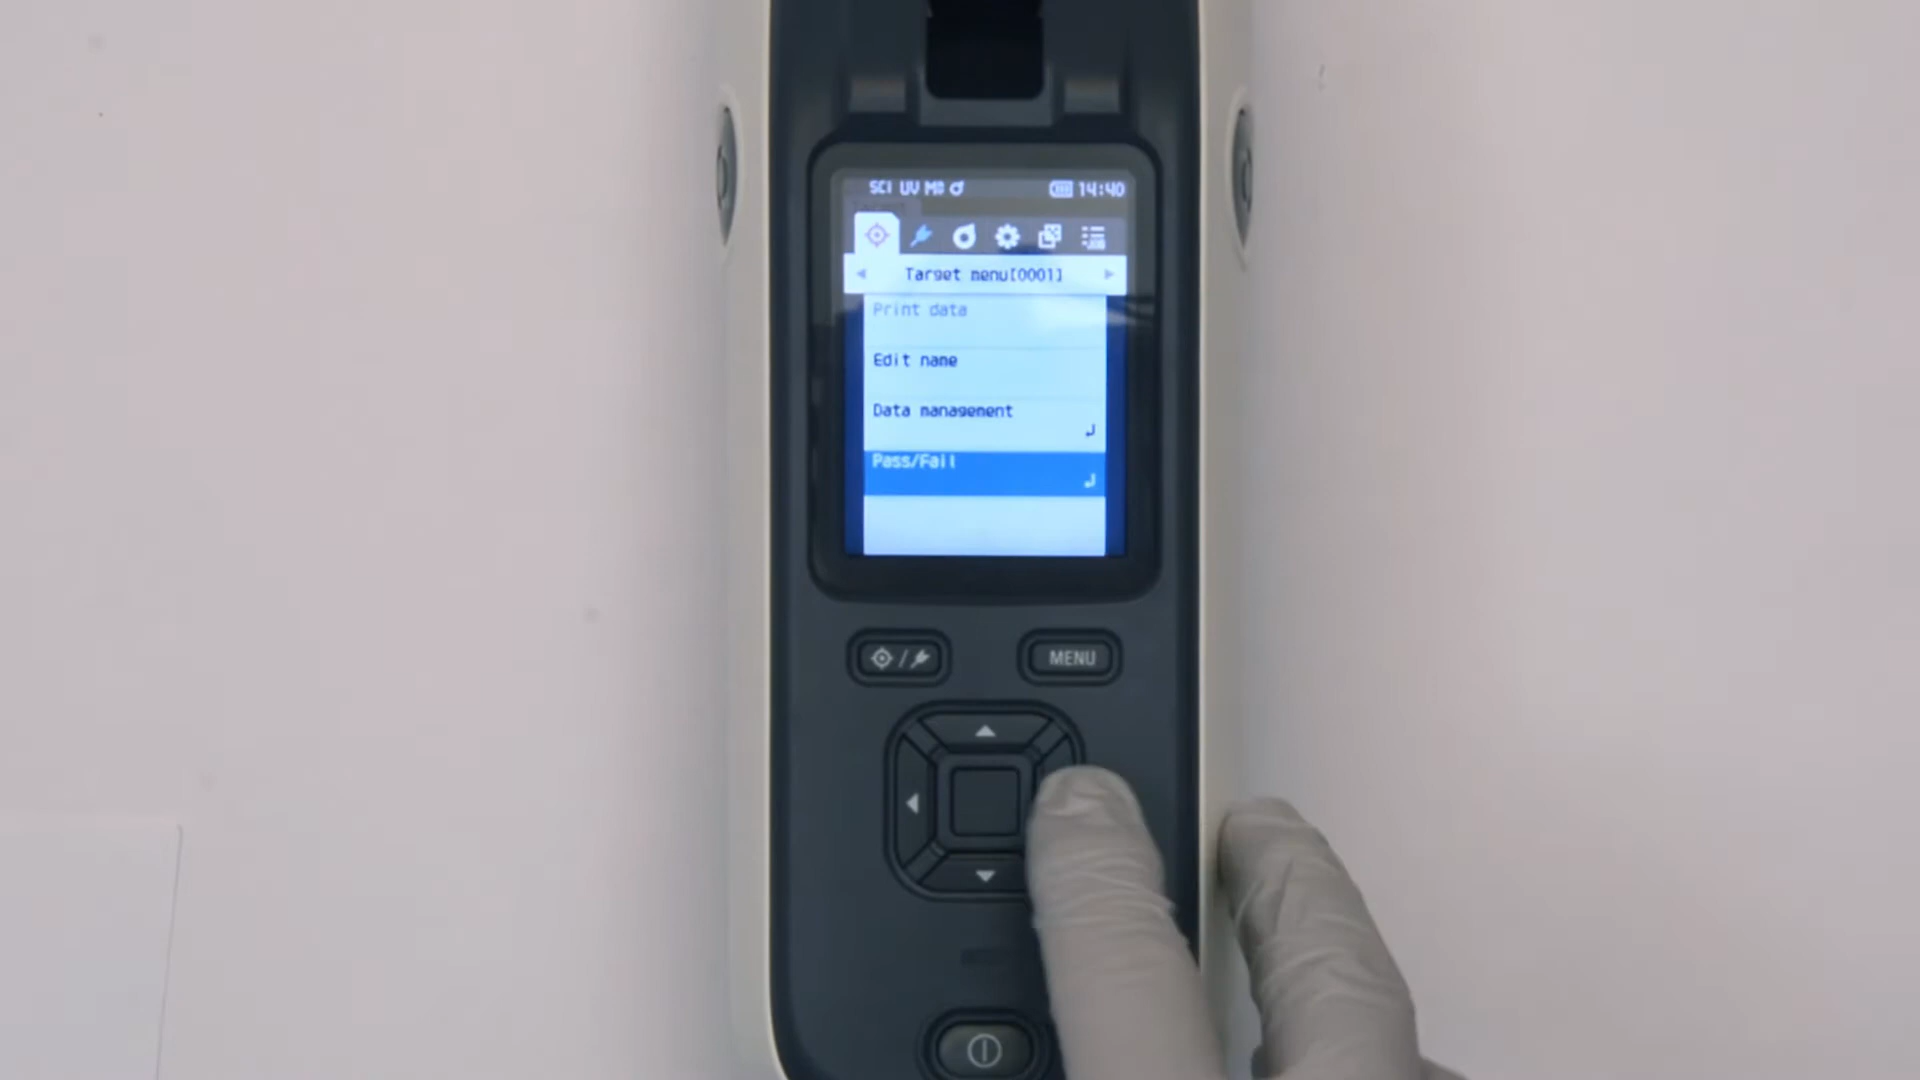 SCI UV M0 14:40
Target menu[0001]
Print data
Edit name
Data management
Pass/Fail
MENU